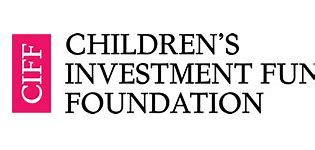 CIFF
CHILDREN'S
INVESTMENT FUN
FOUNDATION